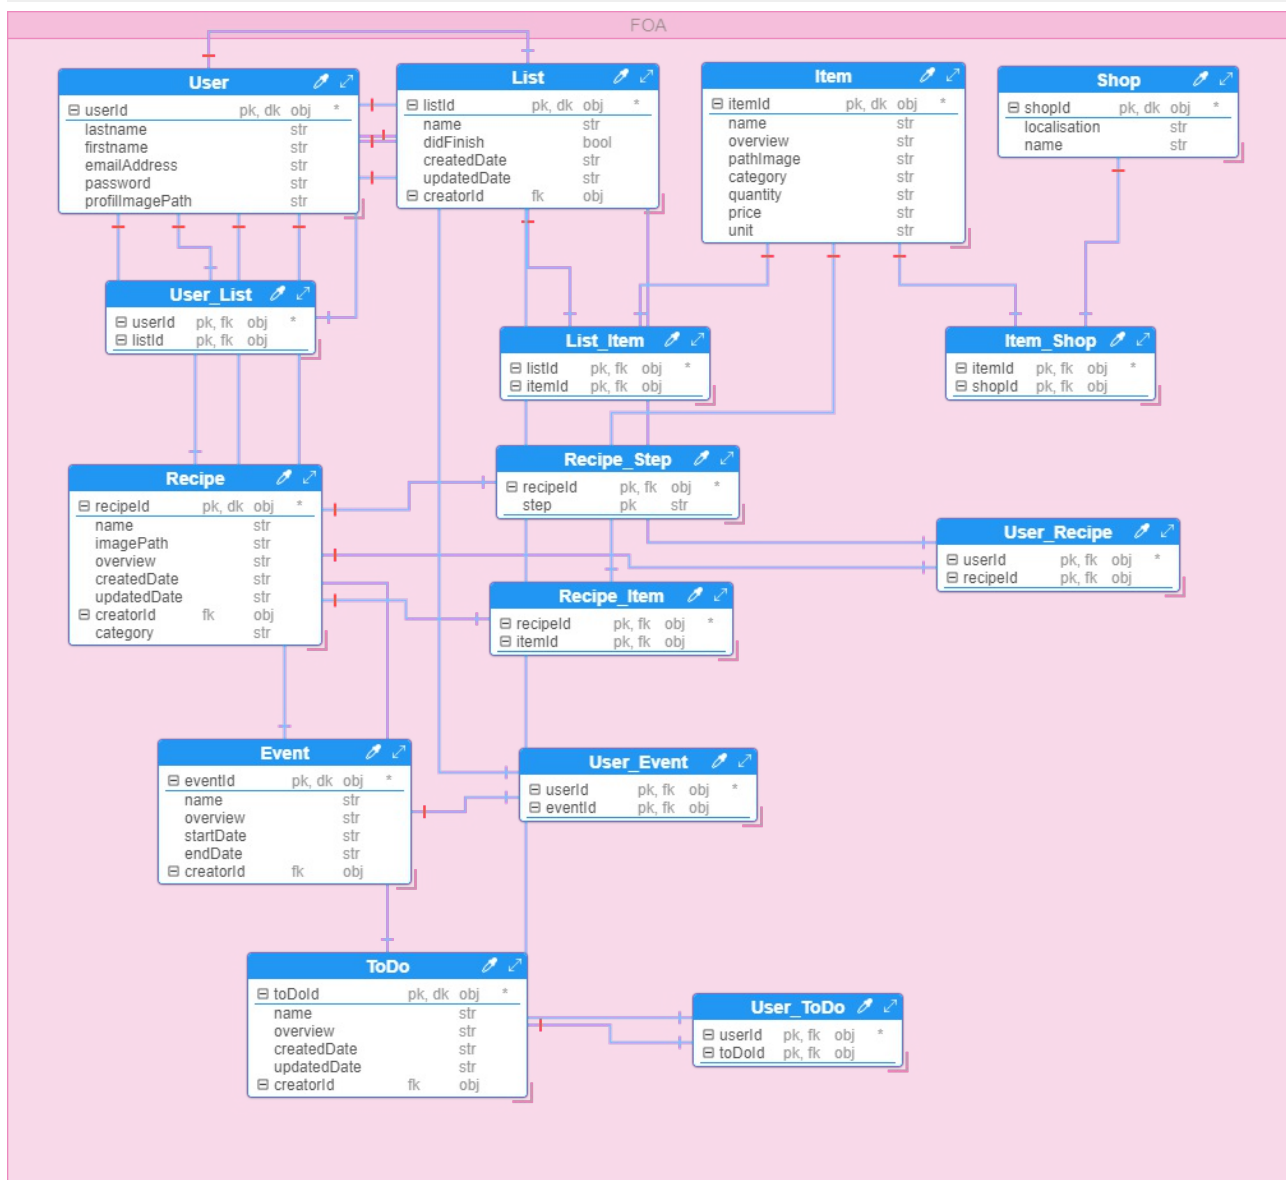 FOA
User
userId pk, dk obj *
lastname str
firstname str
emailAddress str
password str
profilImagePath str
List
listId pk, dk obj *
name str
didFinish bool
createdDate str
updatedDate str
creatorId fk obj
Item
itemId pk, dk obj *
name str
overview str
pathImage str
category str
quantity str
price str
unit str
Shop
shopId pk, dk obj *
localisation str
name str
User_List
userId pk, fk obj *
listId pk, fk obj
List_Item
listId pk, fk obj *
itemId pk, fk obj
Item_Shop
itemId pk, fk obj *
shopId pk, fk obj
Recipe
recipeId pk, dk obj *
name str
imagePath str
overview str
createdDate str
updatedDate str
creatorId fk obj
category str
Recipe_Step
recipeId pk, fk obj *
step pk str
User_Recipe
userId pk, fk obj *
recipeId pk, fk obj
Recipe_Item
recipeId pk, fk obj *
itemId pk, fk obj
Event
eventId pk, dk obj *
name str
overview str
startDate str
endDate str
creatorId fk obj
User_Event
userId pk, fk obj *
eventId pk, fk obj
ToDo
toDoId pk, dk obj *
name str
overview str
createdDate str
updatedDate str
creatorId fk obj
User_ToDo
userId pk, fk obj *
toDoId pk, fk obj